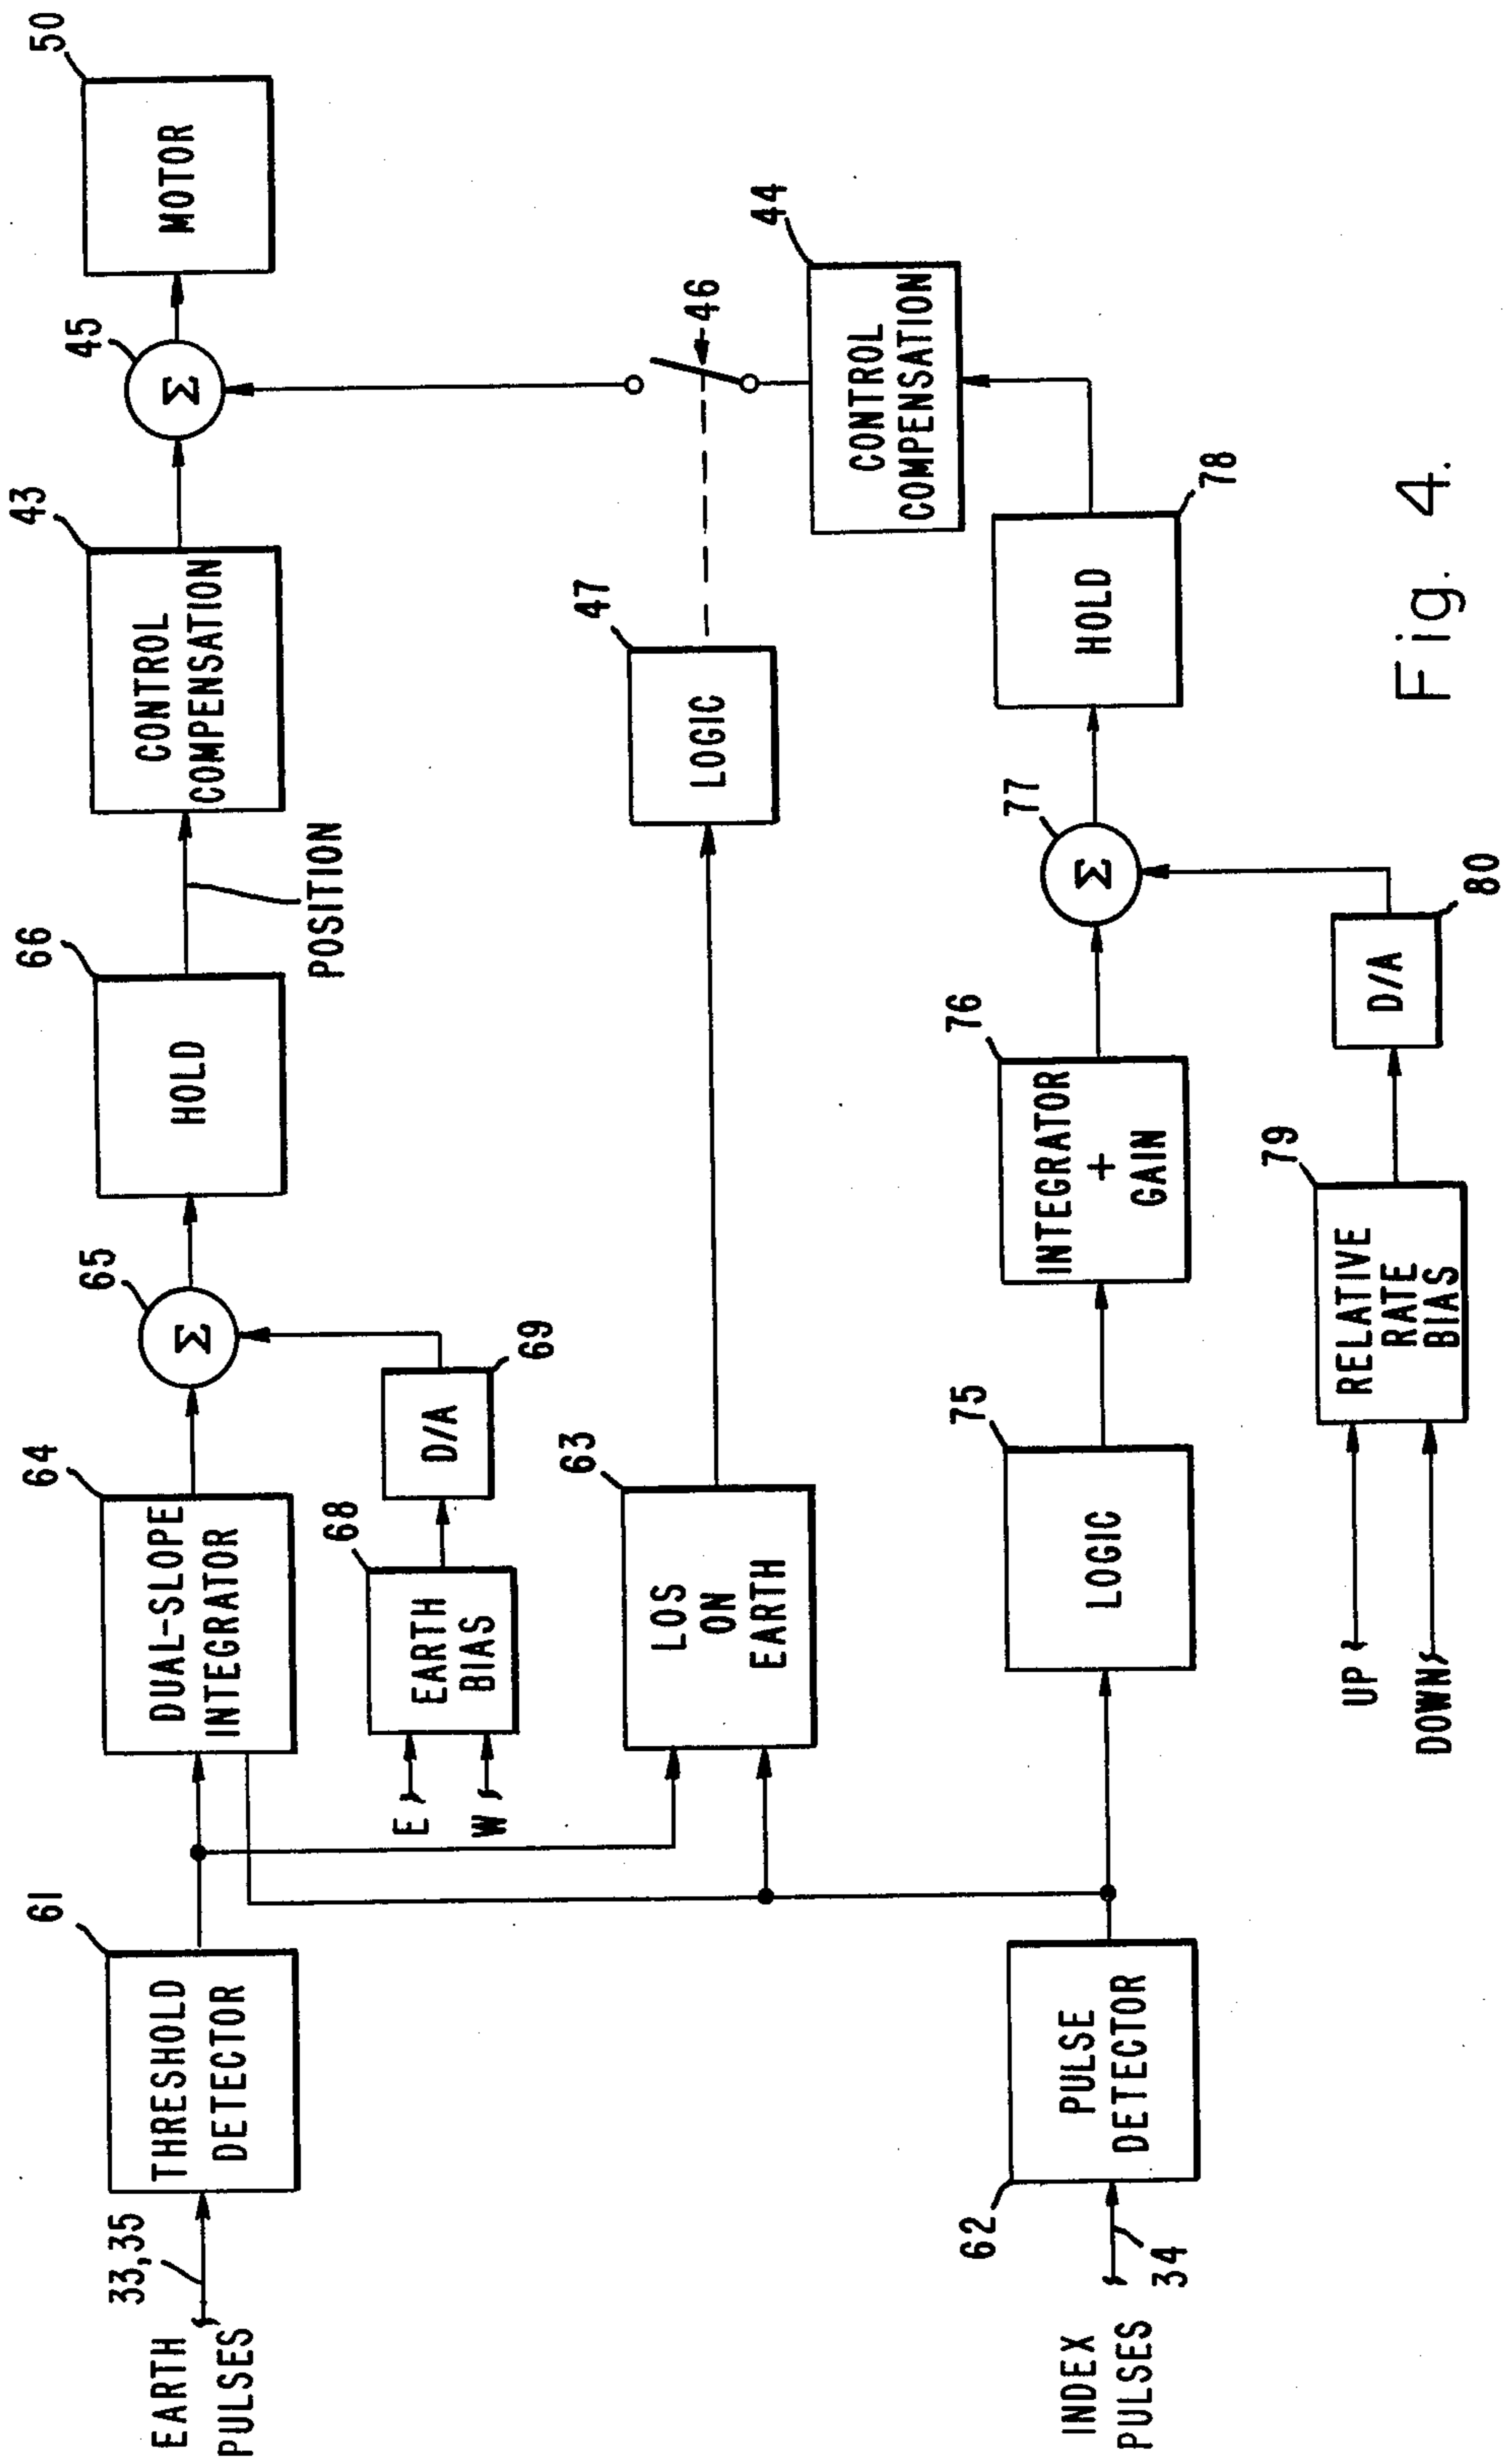 EARTH
PULSES
33,35
61
THRESHOLD
DETECTOR
64
DUAL-SLOPE
INTEGRATOR
65
Σ
66
HOLD
POSITION
43
CONTROL
COMPENSATION
45
Σ
50
MOTOR
E
W
68
EARTH
BIAS
69
D/A
63
LOS
ON
EARTH
47
LOGIC
46
44
CONTROL
COMPENSATION
INDEX
PULSES
34
62
PULSE
DETECTOR
75
LOGIC
76
INTEGRATOR
+
GAIN
77
Σ
78
HOLD
UP
DOWN
79
RELATIVE
RATE
BIAS
80
D/A
Fig. 4.